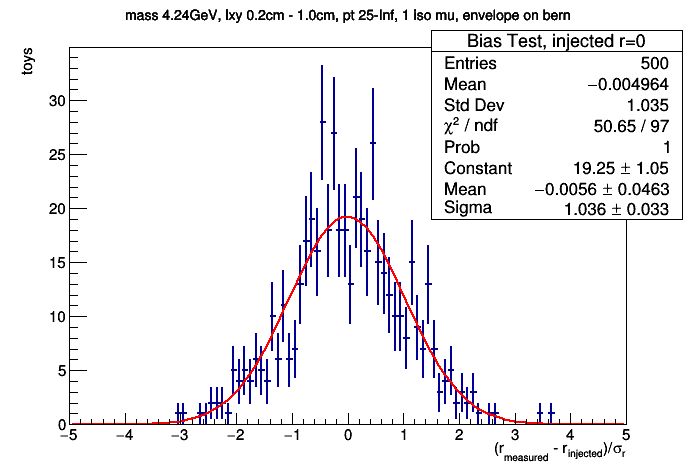 mass 4.24GeV, lxy 0.2cm - 1.0cm, pt 25-Inf, 1 Iso mu, envelope on bern
toys
Bias Test, injected r=0
Entries 500
Mean −0.004964
Std Dev 1.035
χ² / ndf 50.65 / 97
Prob 1
Constant 19.25 ± 1.05
Mean −0.0056 ± 0.0463
Sigma 1.036 ± 0.033
30
25
20
15
10
5
0
−5 −4 −3 −2 −1 0 1 2 3 4 5
(r_measured - r_injected)/σ_r